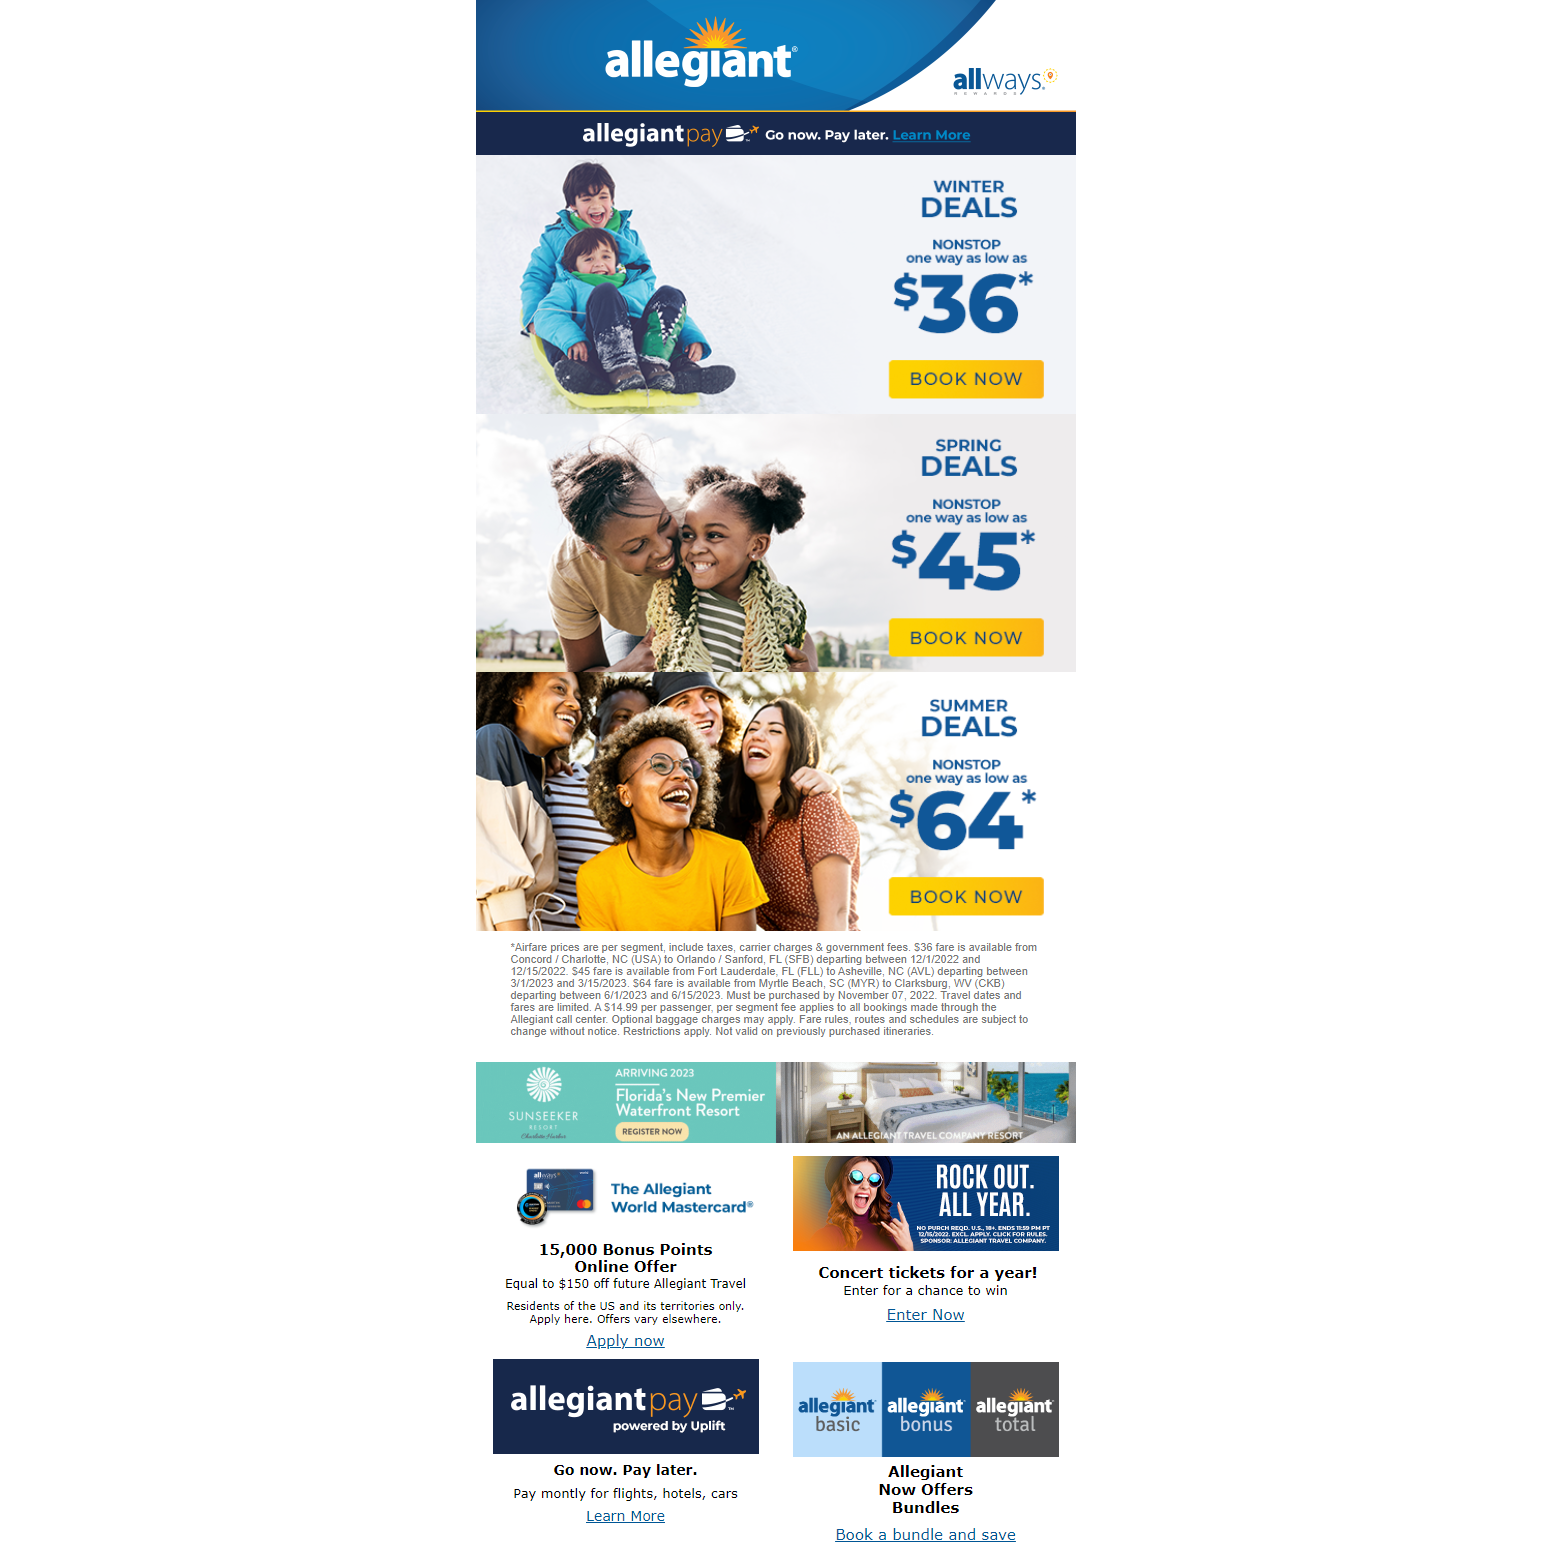 allegiant®
allways®
REWARDS
allegiantpay™ Go now. Pay later. Learn More
WINTER
DEALS
NONSTOP
one way as low as
$36*
BOOK NOW
SPRING
DEALS
NONSTOP
one way as low as
$45*
BOOK NOW
SUMMER
DEALS
NONSTOP
one way as low as
$64*
BOOK NOW
*Airfare prices are per segment, include taxes, carrier charges & government fees. $36 fare is available from
Concord / Charlotte, NC (USA) to Orlando / Sanford, FL (SFB) departing between 12/1/2022 and
12/15/2022. $45 fare is available from Fort Lauderdale, FL (FLL) to Asheville, NC (AVL) departing between
3/1/2023 and 3/15/2023. $64 fare is available from Myrtle Beach, SC (MYR) to Clarksburg, WV (CKB)
departing between 6/1/2023 and 6/15/2023. Must be purchased by November 07, 2022. Travel dates and
fares are limited. A $14.99 per passenger, per segment fee applies to all bookings made through the
Allegiant call center. Optional baggage charges may apply. Fare rules, routes and schedules are subject to
change without notice. Restrictions apply. Not valid on previously purchased itineraries.
SUNSEEKER
RESORT
Charlotte Harbor
ARRIVING 2023
Florida's New Premier
Waterfront Resort
REGISTER NOW
AN ALLEGIANT TRAVEL COMPANY RESORT
allways
The Allegiant
World Mastercard®
15,000 Bonus Points
Online Offer
Equal to $150 off future Allegiant Travel
Residents of the US and its territories only.
Apply here. Offers vary elsewhere.
Apply now
ROCK OUT.
ALL YEAR.
NO PURCH REQD. U.S., 18+. ENDS 11:59 PM PT
12/15/2022. EXCL. APPLY. CLICK FOR RULES.
SPONSOR: ALLEGIANT TRAVEL COMPANY.
Concert tickets for a year!
Enter for a chance to win
Enter Now
allegiantpay™
powered by Uplift
Go now. Pay later.
Pay montly for flights, hotels, cars
Learn More
allegiant
basic
allegiant
bonus
allegiant
total
Allegiant
Now Offers
Bundles
Book a bundle and save